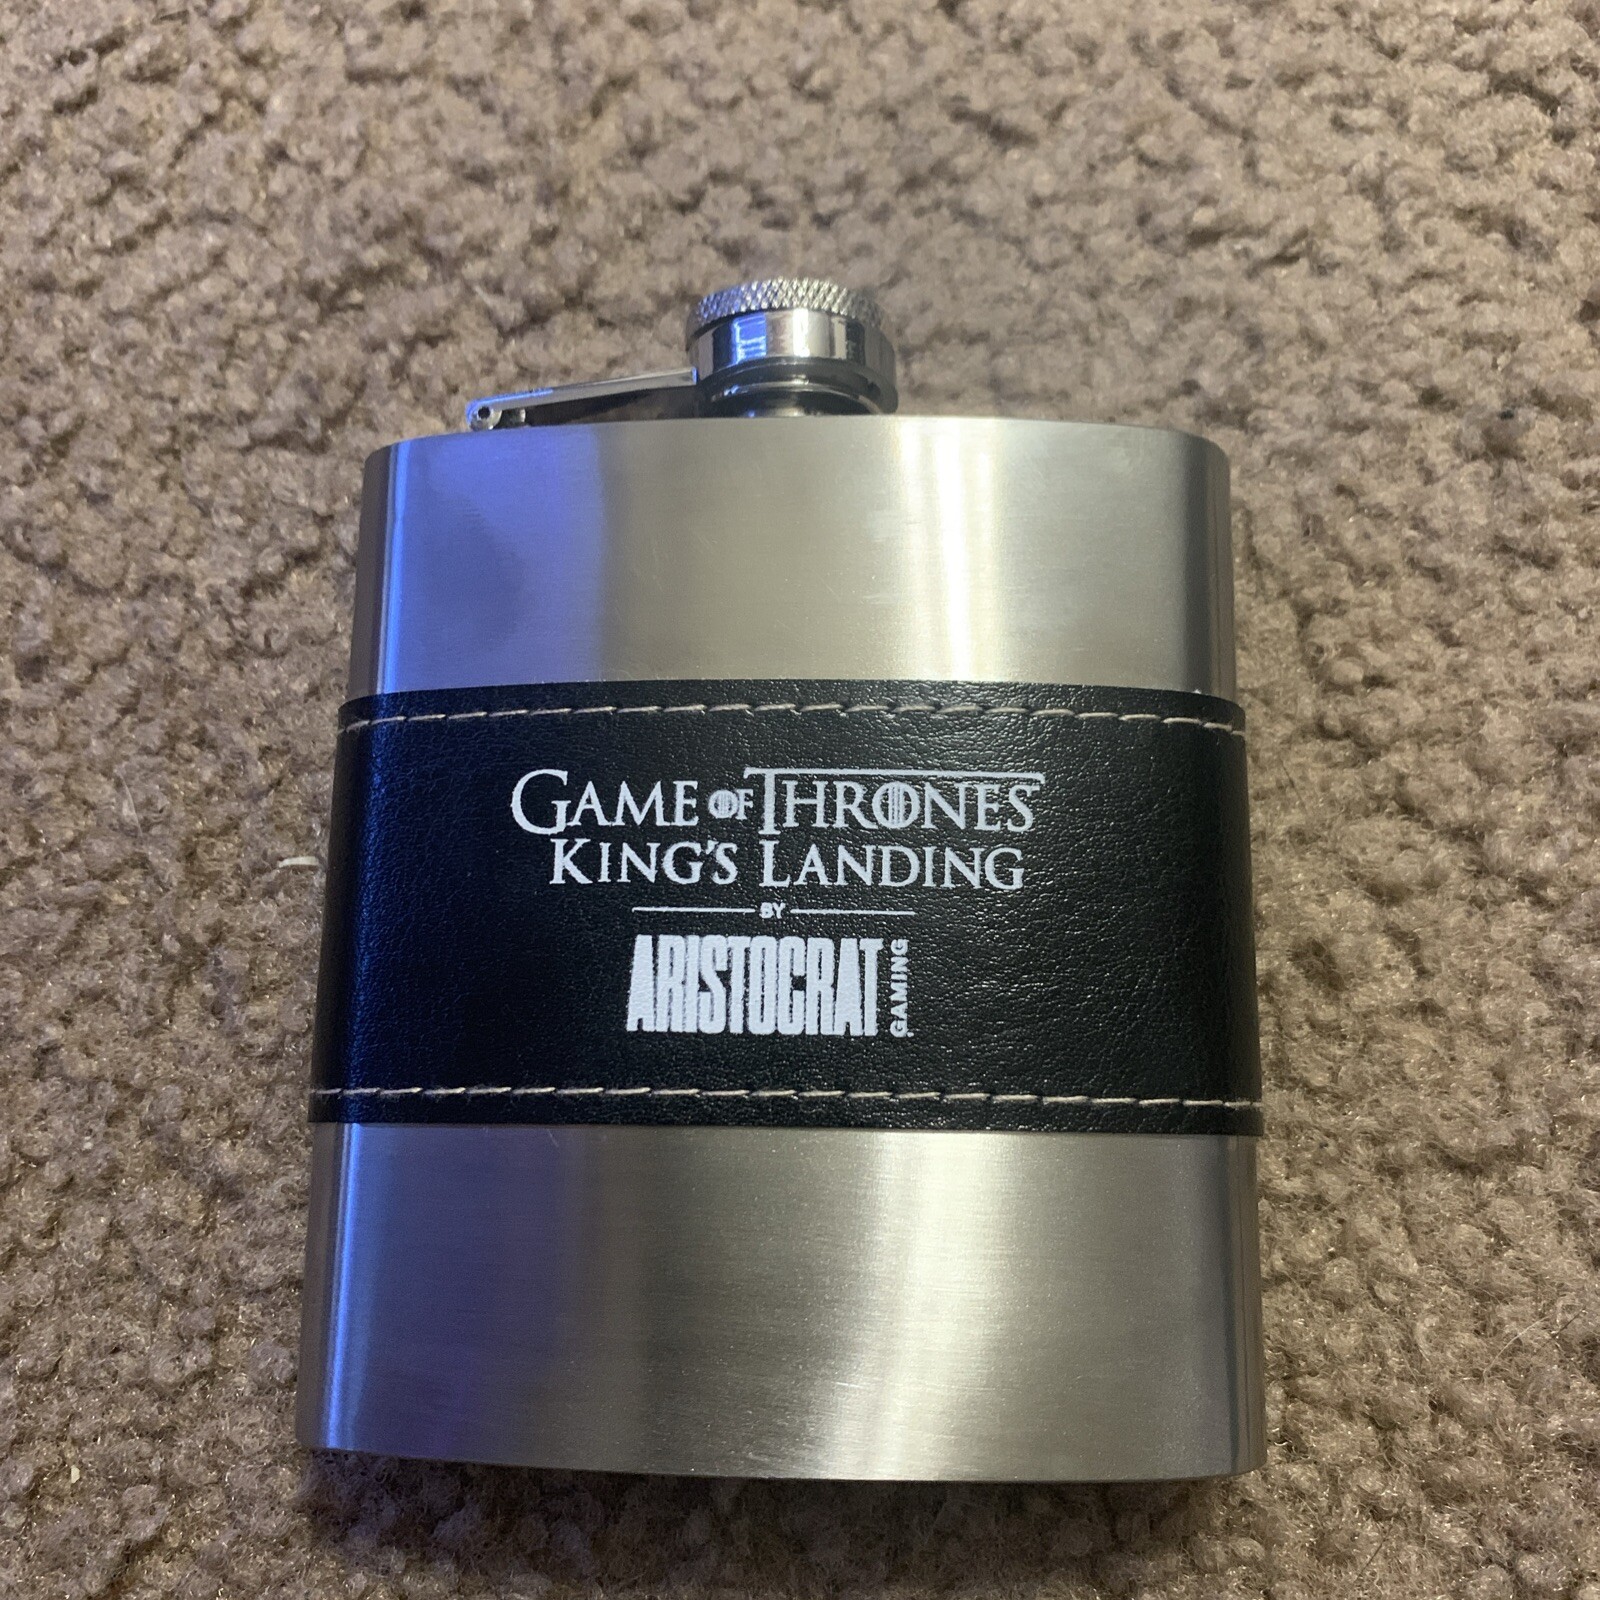 GAME OF THRONES
KING'S LANDING
BY
ARISTOCRAT GAMING